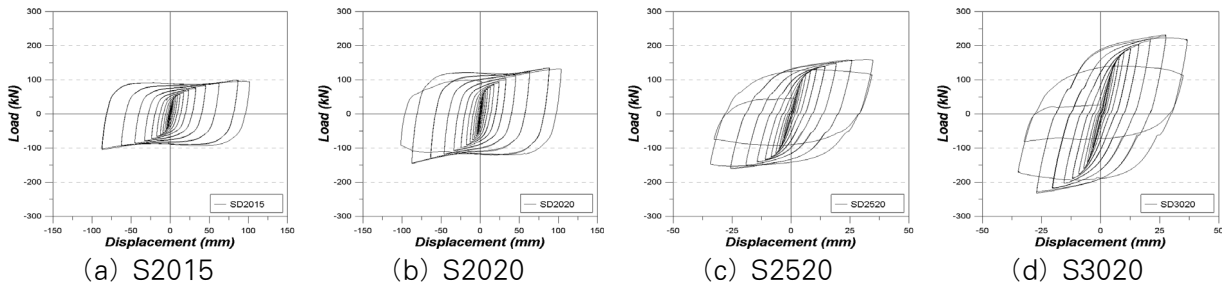 300
200
100
0
-100
-200
-300
Load (kN)
SD2015
-150 -100 -50 0 50 100 150
Displacement (mm)
(a) S2015
300
200
100
0
-100
-200
-300
Load (kN)
SD2020
-150 -100 -50 0 50 100 150
Displacement (mm)
(b) S2020
300
200
100
0
-100
-200
-300
Load (kN)
SD2520
-50 -25 0 25 50
Displacement (mm)
(c) S2520
300
200
100
0
-100
-200
-300
Load (kN)
SD3020
-50 -25 0 25 50
Displacement (mm)
(d) S3020